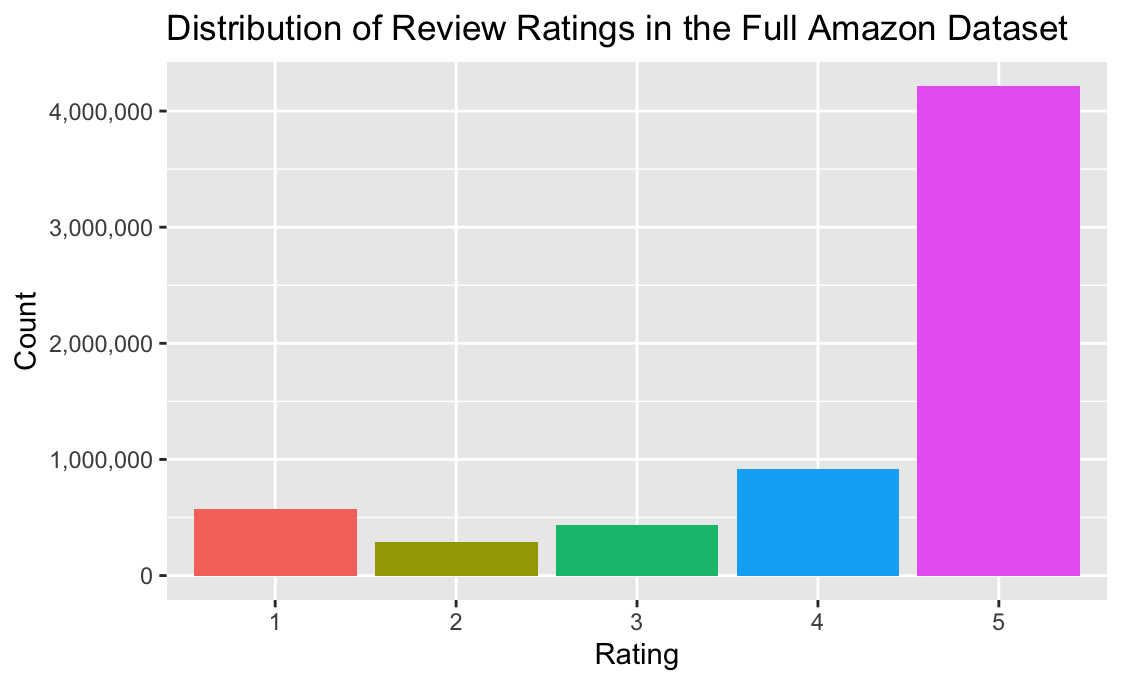 Distribution of Review Ratings in the Full Amazon Dataset
4,000,000
3,000,000
2,000,000
1,000,000
0
Count
1 2 3 4 5
Rating